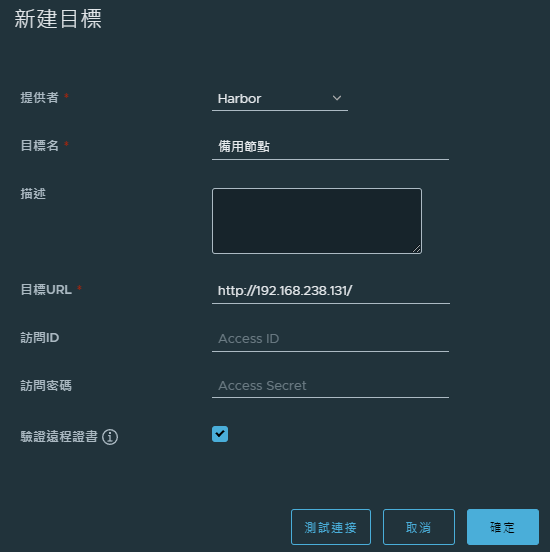 新建目標
提供者 * Harbor
目標名 * 備用節點
描述
目標URL * http://192.168.238.131/
訪問ID Access ID
訪問密碼 Access Secret
驗證遠程證書
測試連接 取消 確定